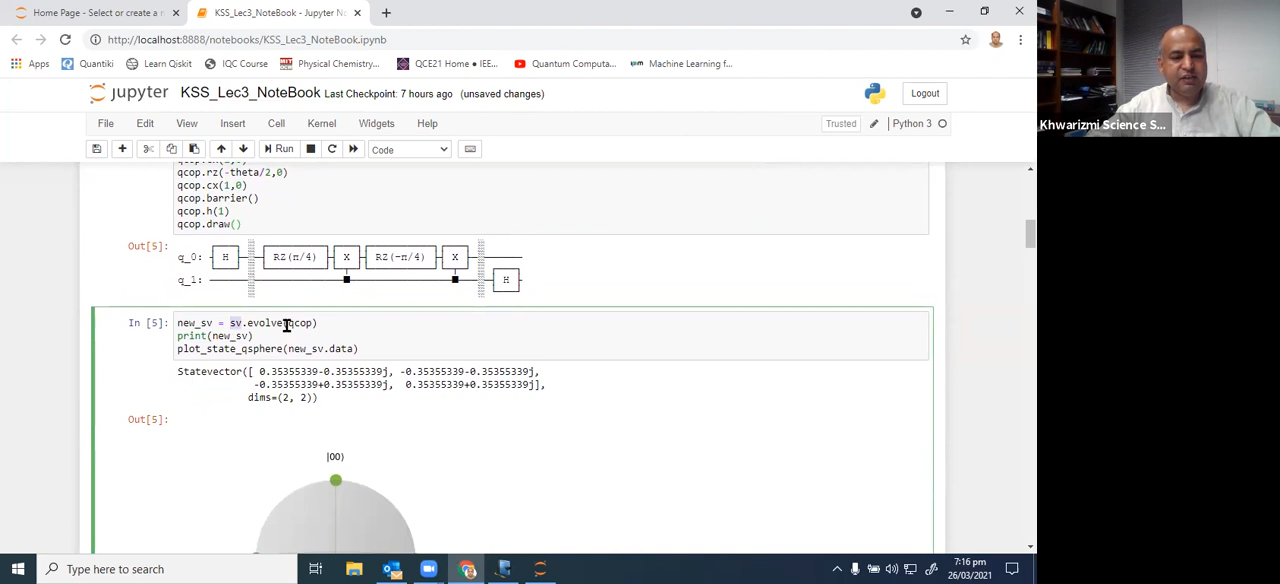 Home Page - Select or create a n
KSS_Lec3_NoteBook - Jupyter No
http://localhost:8888/notebooks/KSS_Lec3_NoteBook.ipynb
Apps Quantiki Learn Qiskit IQC Course Physical Chemistry... QCE21 Home ● IEE... Quantum Computa... Machine Learning f...
jupyter KSS_Lec3_NoteBook Last Checkpoint: 7 hours ago (unsaved changes) Logout
File Edit View Insert Cell Kernel Widgets Help Trusted Python 3
Run Code
qcop.rz(-theta/2,0)
qcop.cx(1,0)
qcop.barrier()
qcop.h(1)
qcop.draw()
Out[5]:
q_0: H RZ(π/4) X RZ(-π/4) X
q_1: H
In [5]: new_sv = sv.evolve(qcop)
print(new_sv)
plot_state_qsphere(new_sv.data)
Statevector([ 0.35355339-0.35355339j, -0.35355339-0.35355339j,
-0.35355339+0.35355339j, 0.35355339+0.35355339j],
dims=(2, 2))
Out[5]:
|00⟩
Khwarizmi Science S...
Type here to search
7:16 pm
26/03/2021